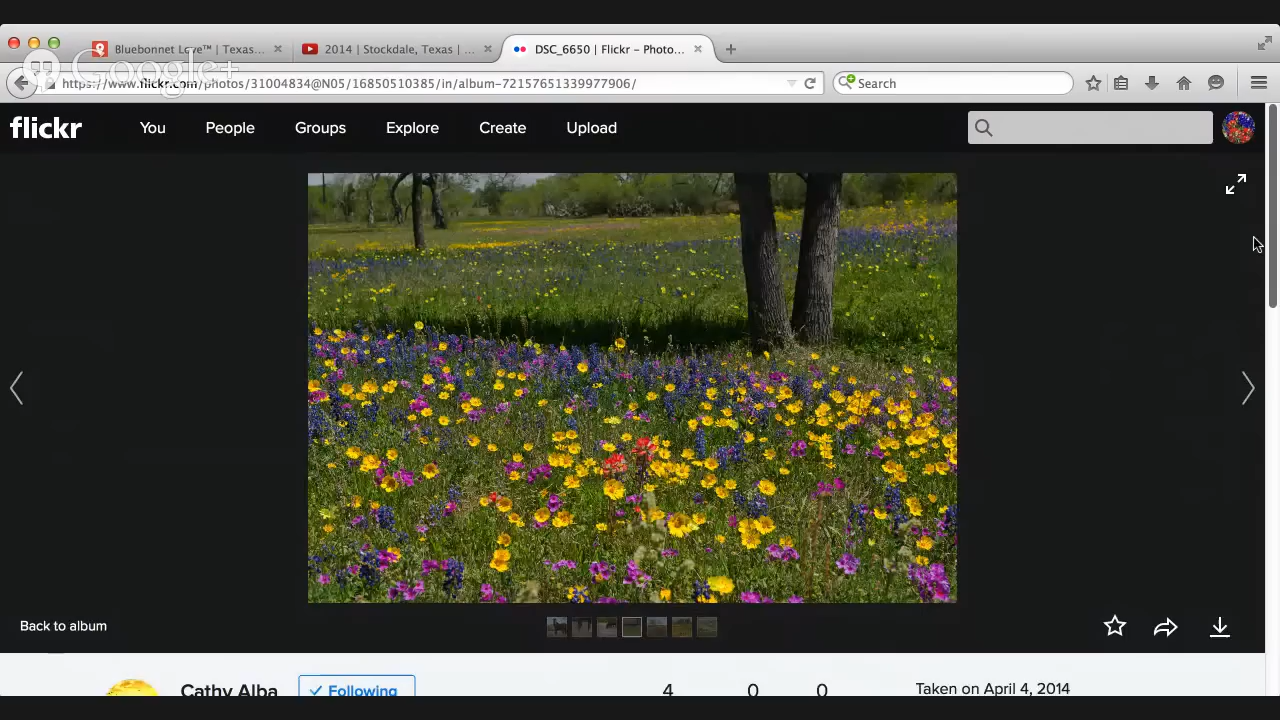 Bluebonnet Love™ | Texas...
2014 | Stockdale, Texas | ...
DSC_6650 | Flickr – Photo...
Google+
https://www.flickr.com/photos/31004834@N05/16850510385/in/album-72157651339977906/
Search
flickr
You
People
Groups
Explore
Create
Upload
Back to album
Cathy Alba
Following
4
0
0
Taken on April 4, 2014